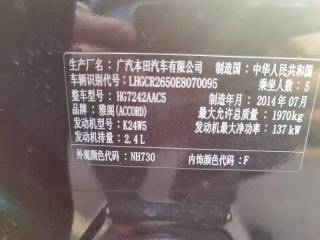 生产厂名：广汽本田汽车有限公司 制造国：中华人民共和国
车辆识别代号：LHGCR2650E8070095 乘坐人数：5
整车型号：HG7242AAC5 制造年月：2014年07月
品牌：雅阁(ACCORD) 最大允许总质量：1970kg
发动机型号：K24W5 发动机功率：137kW
发动机排量：2.4L
外观颜色代码：NH730 内饰颜色代码：F